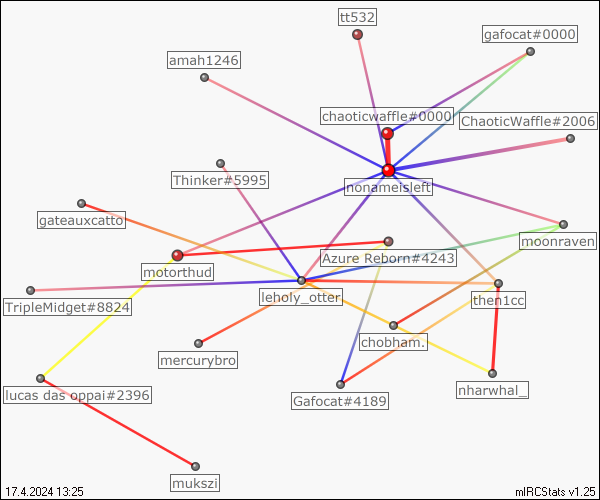 tt532
gafocat#0000
amah1246
chaoticwaffle#0000
ChaoticWaffle#2006
Thinker#5995
nonameisleft
gateauxcatto
moonraven
Azure Reborn#4243
motorthud
leholy_otter
then1cc
TripleMidget#8824
chobham.
mercurybro
nharwhal_
lucas das oppai#2396
Gafocat#4189
mukszi
17.4.2024 13:25
mIRCStats v1.25